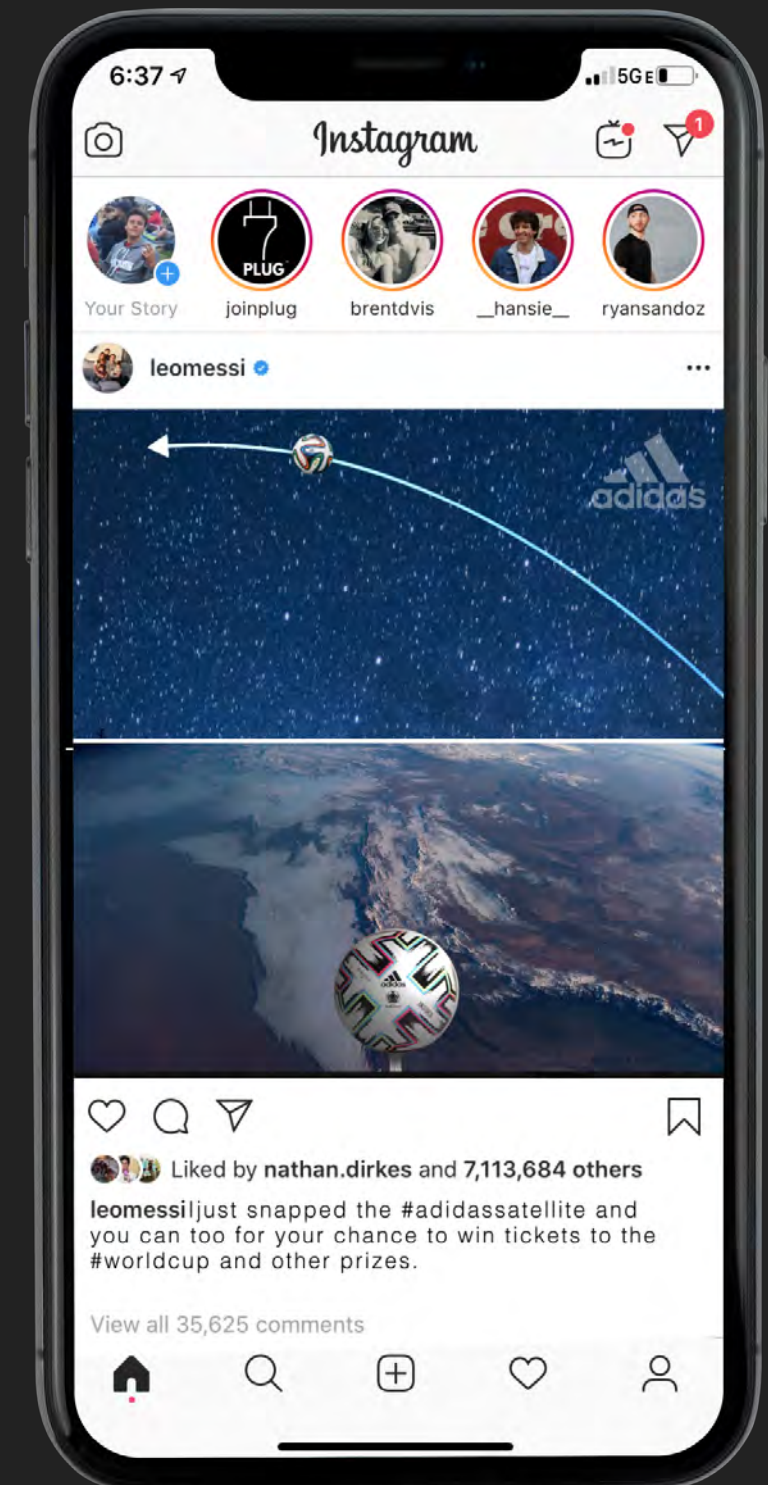 6:37
5GE
Instagram
1
PLUG
Your Story
joinplug
brentdvis
__hansie__
ryansandoz
leomessi
adidas
adidas
Liked by nathan.dirkes and 7,113,684 others
leomessiIjust snapped the #adidassatellite and
you can too for your chance to win tickets to the
#worldcup and other prizes.
View all 35,625 comments